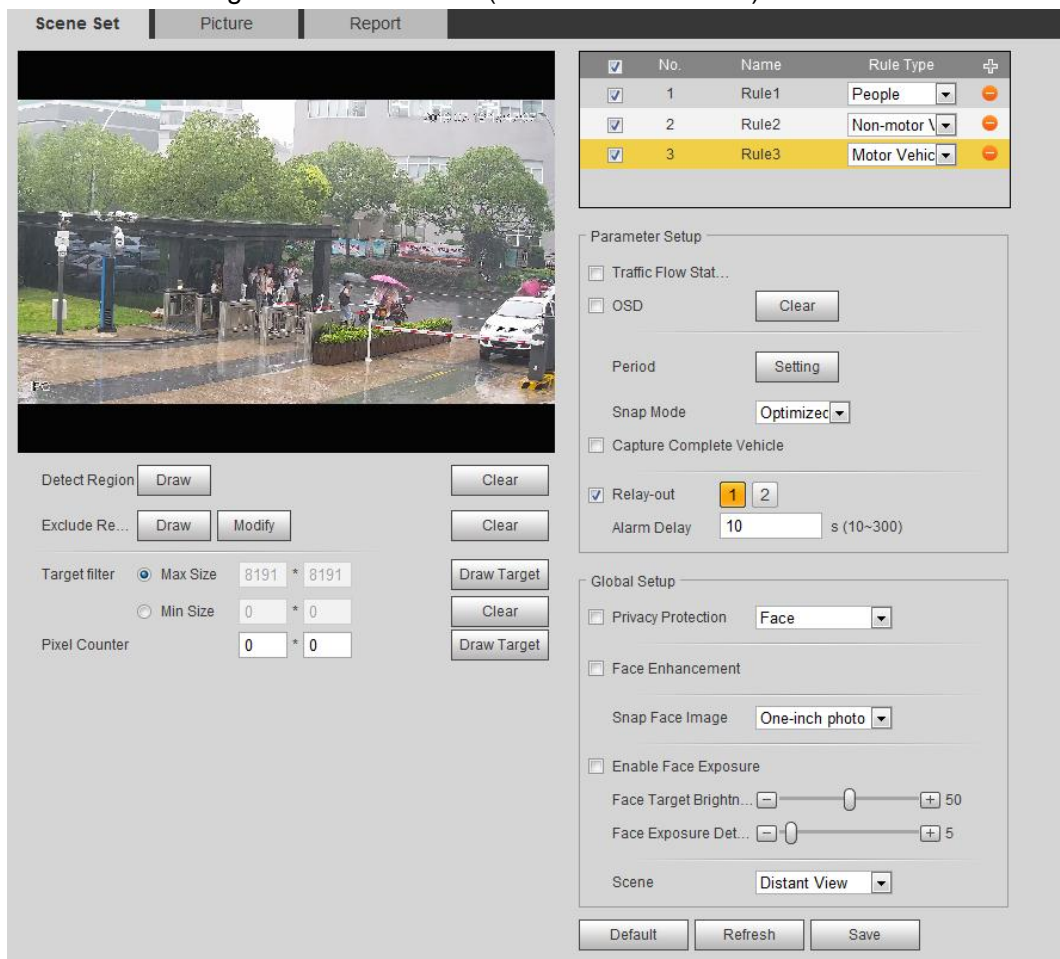 Scene Set Picture Report
No. Name Rule Type
1 Rule1 People
2 Rule2 Non-motor V
3 Rule3 Motor Vehic
Parameter Setup
Traffic Flow Stat...
OSD Clear
Period Setting
Snap Mode Optimized
Capture Complete Vehicle
Relay-out 1 2
Alarm Delay 10 s (10~300)
Detect Region Draw Clear
Exclude Re... Draw Modify Clear
Target filter Max Size 8191 * 8191 Draw Target
Min Size 0 * 0 Clear
Pixel Counter 0 * 0 Draw Target
Global Setup
Privacy Protection Face
Face Enhancement
Snap Face Image One-inch photo
Enable Face Exposure
Face Target Brightn... 50
Face Exposure Det... 5
Scene Distant View
Default Refresh Save